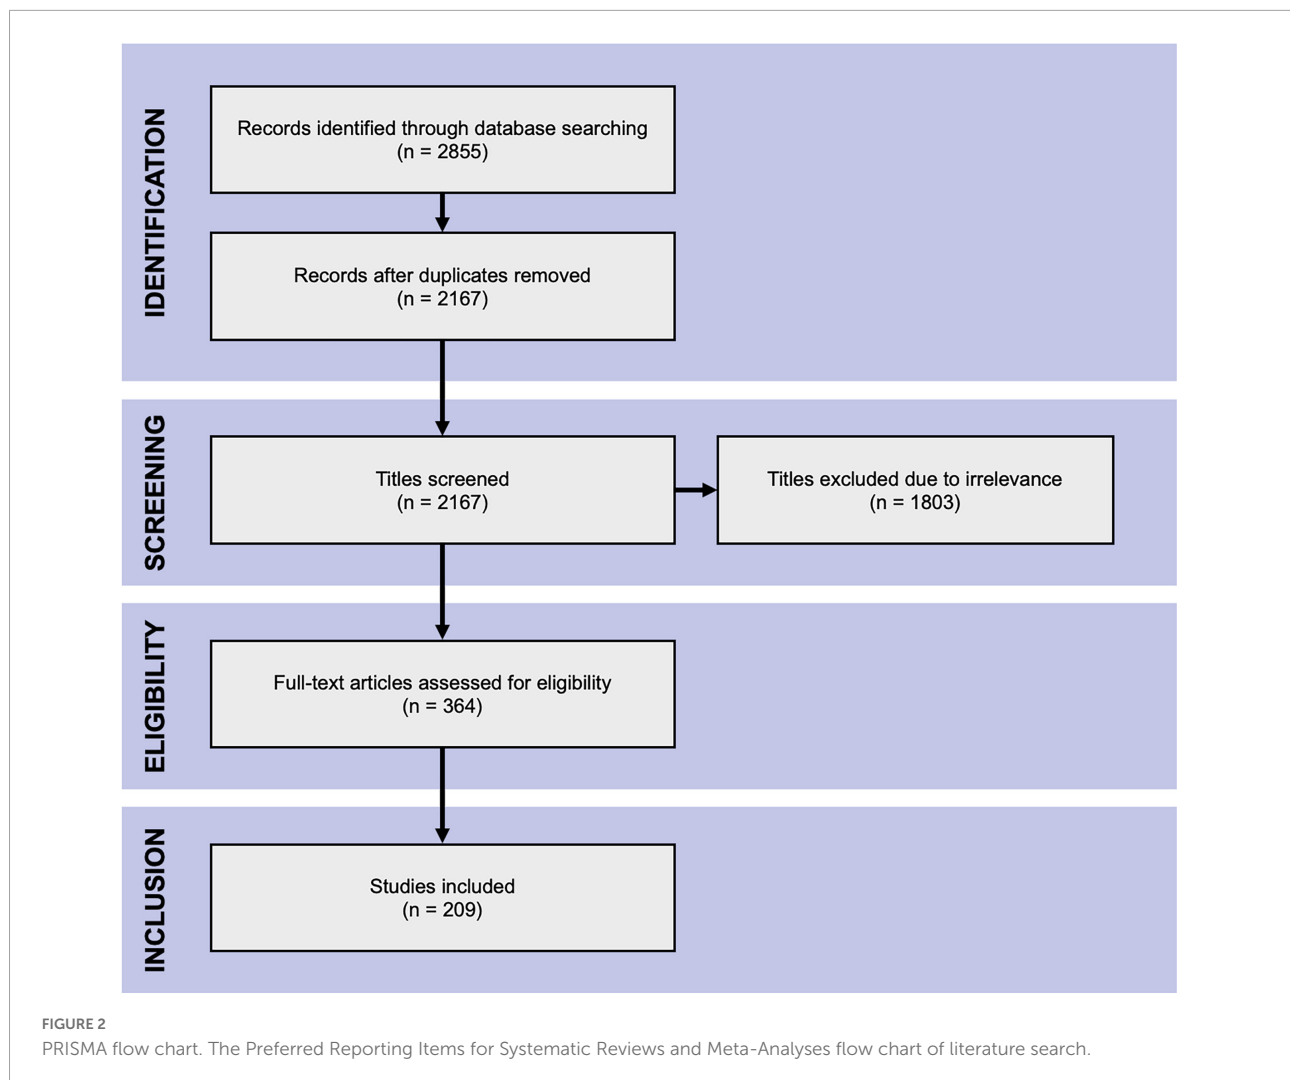 IDENTIFICATION
Records identified through database searching
(n = 2855)
Records after duplicates removed
(n = 2167)
SCREENING
Titles screened
(n = 2167)
Titles excluded due to irrelevance
(n = 1803)
ELIGIBILITY
Full-text articles assessed for eligibility
(n = 364)
INCLUSION
Studies included
(n = 209)
FIGURE 2
PRISMA flow chart. The Preferred Reporting Items for Systematic Reviews and Meta-Analyses flow chart of literature search.